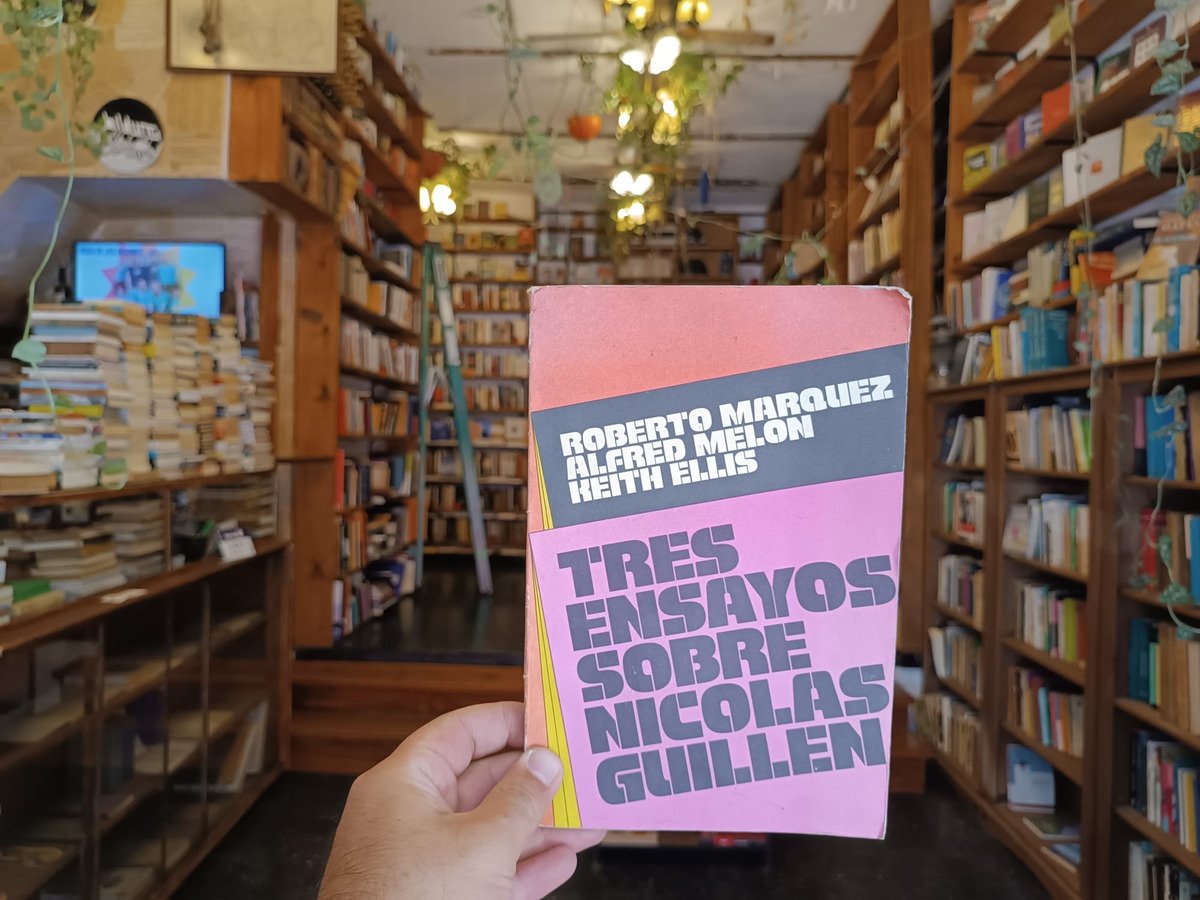 ROBERTO MARQUEZ
ALFRED MELON
KEITH ELLIS
TRES
ENSAYOS
SOBRE
NICOLAS
GUILLEN